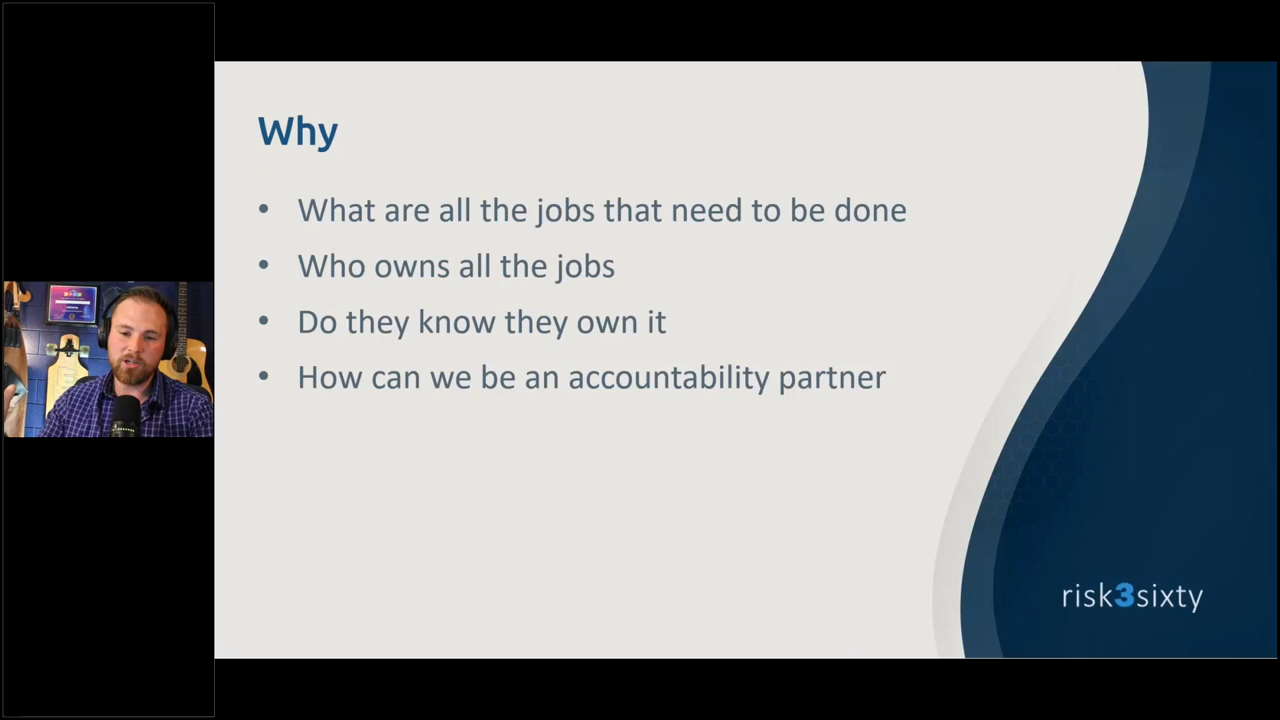 Why
• What are all the jobs that need to be done
• Who owns all the jobs
• Do they know they own it
• How can we be an accountability partner
risk3sixty